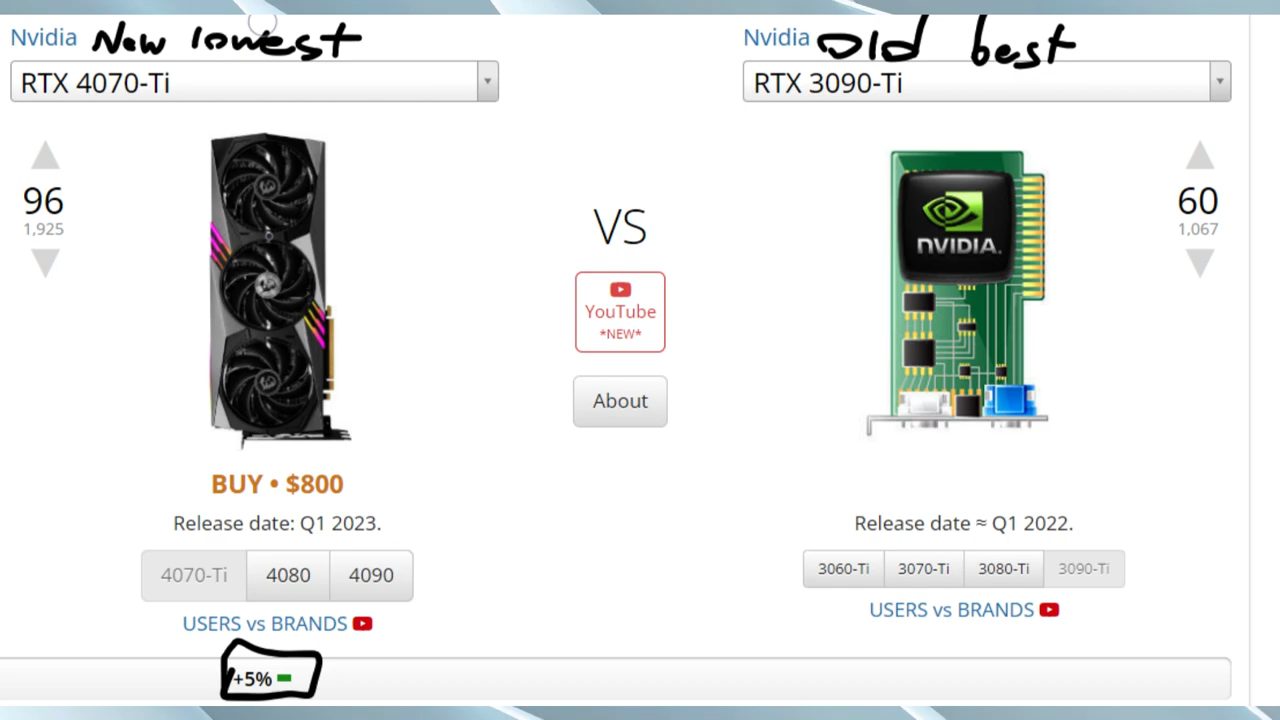 Nvidia New lowest
RTX 4070-Ti
96
1,925
BUY • $800
Release date: Q1 2023.
4070-Ti 4080 4090
USERS vs BRANDS
+5%
VS
YouTube
*NEW*
About
Nvidia Old best
RTX 3090-Ti
60
1,067
NVIDIA.
Release date ≈ Q1 2022.
3060-Ti 3070-Ti 3080-Ti 3090-Ti
USERS vs BRANDS